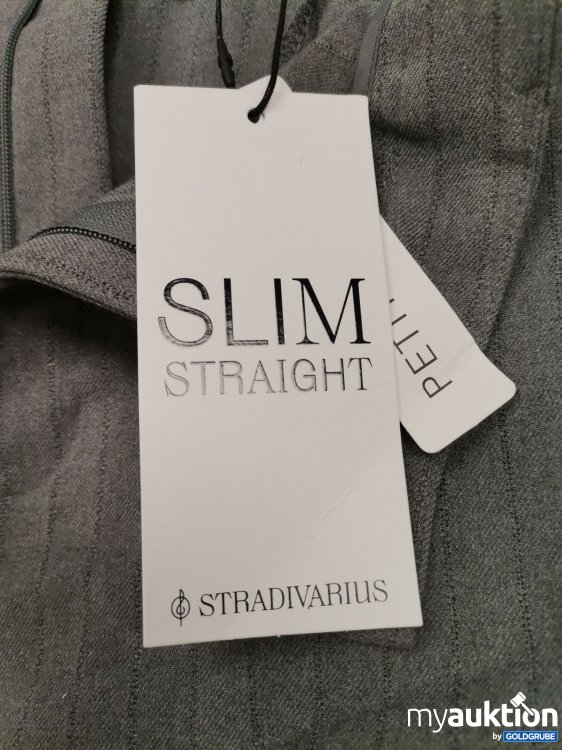 SLIM
STRAIGHT
STRADIVARIUS
myauktion
by GOLDGRUBE